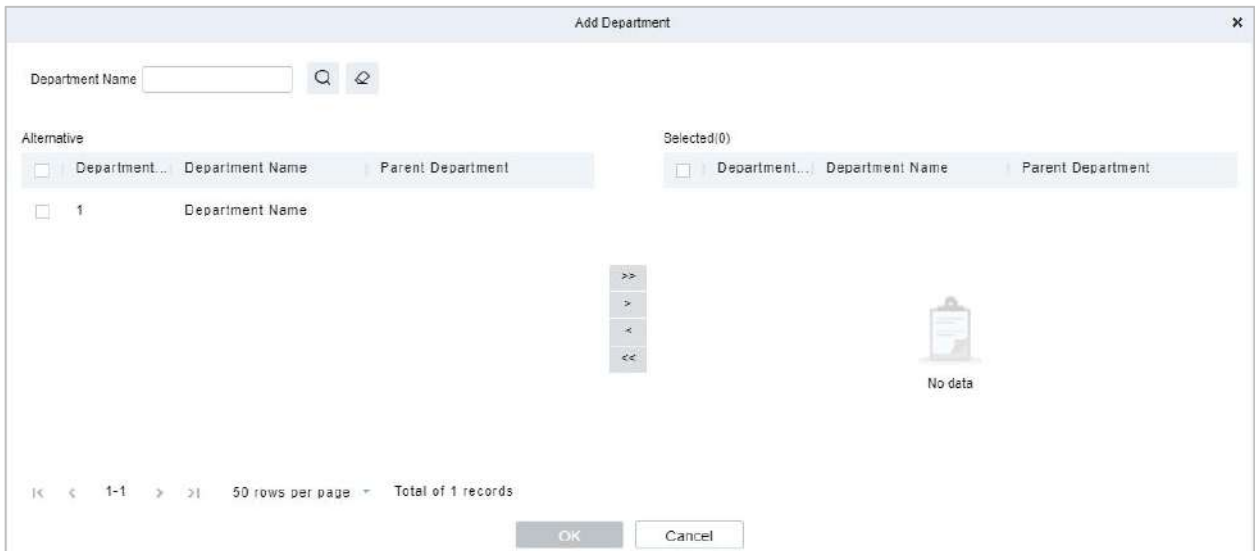 Add Department
Department Name
Alternative
Department... Department Name Parent Department
1 Department Name
Selected(0)
Department... Department Name Parent Department
>>
>
<
<<
No data
1-1 50 rows per page Total of 1 records
OK Cancel